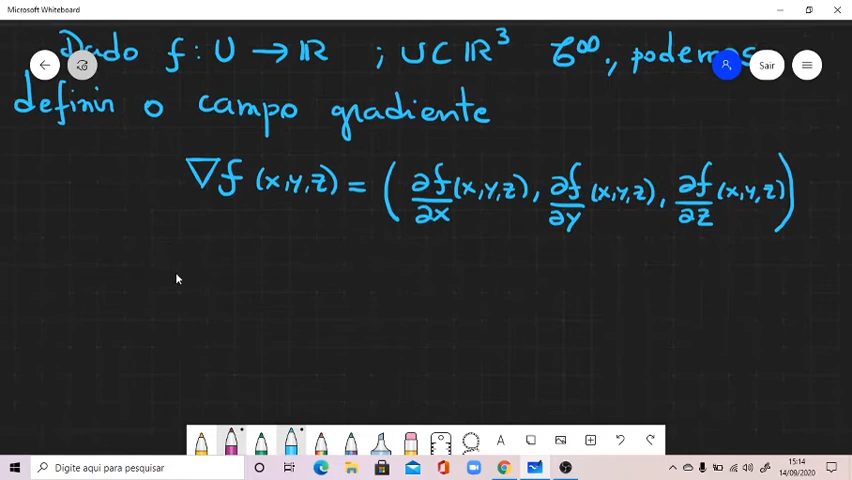 Microsoft Whiteboard
Dado f : U → ℝ ; U ⊂ ℝ³ C^∞, podemos
Sair
definir o campo gradiente
∇f (x,y,z) = ( ∂f/∂x (x,y,z), ∂f/∂y (x,y,z), ∂f/∂z (x,y,z) )
Digite aqui para pesquisar
15:14
14/09/2020